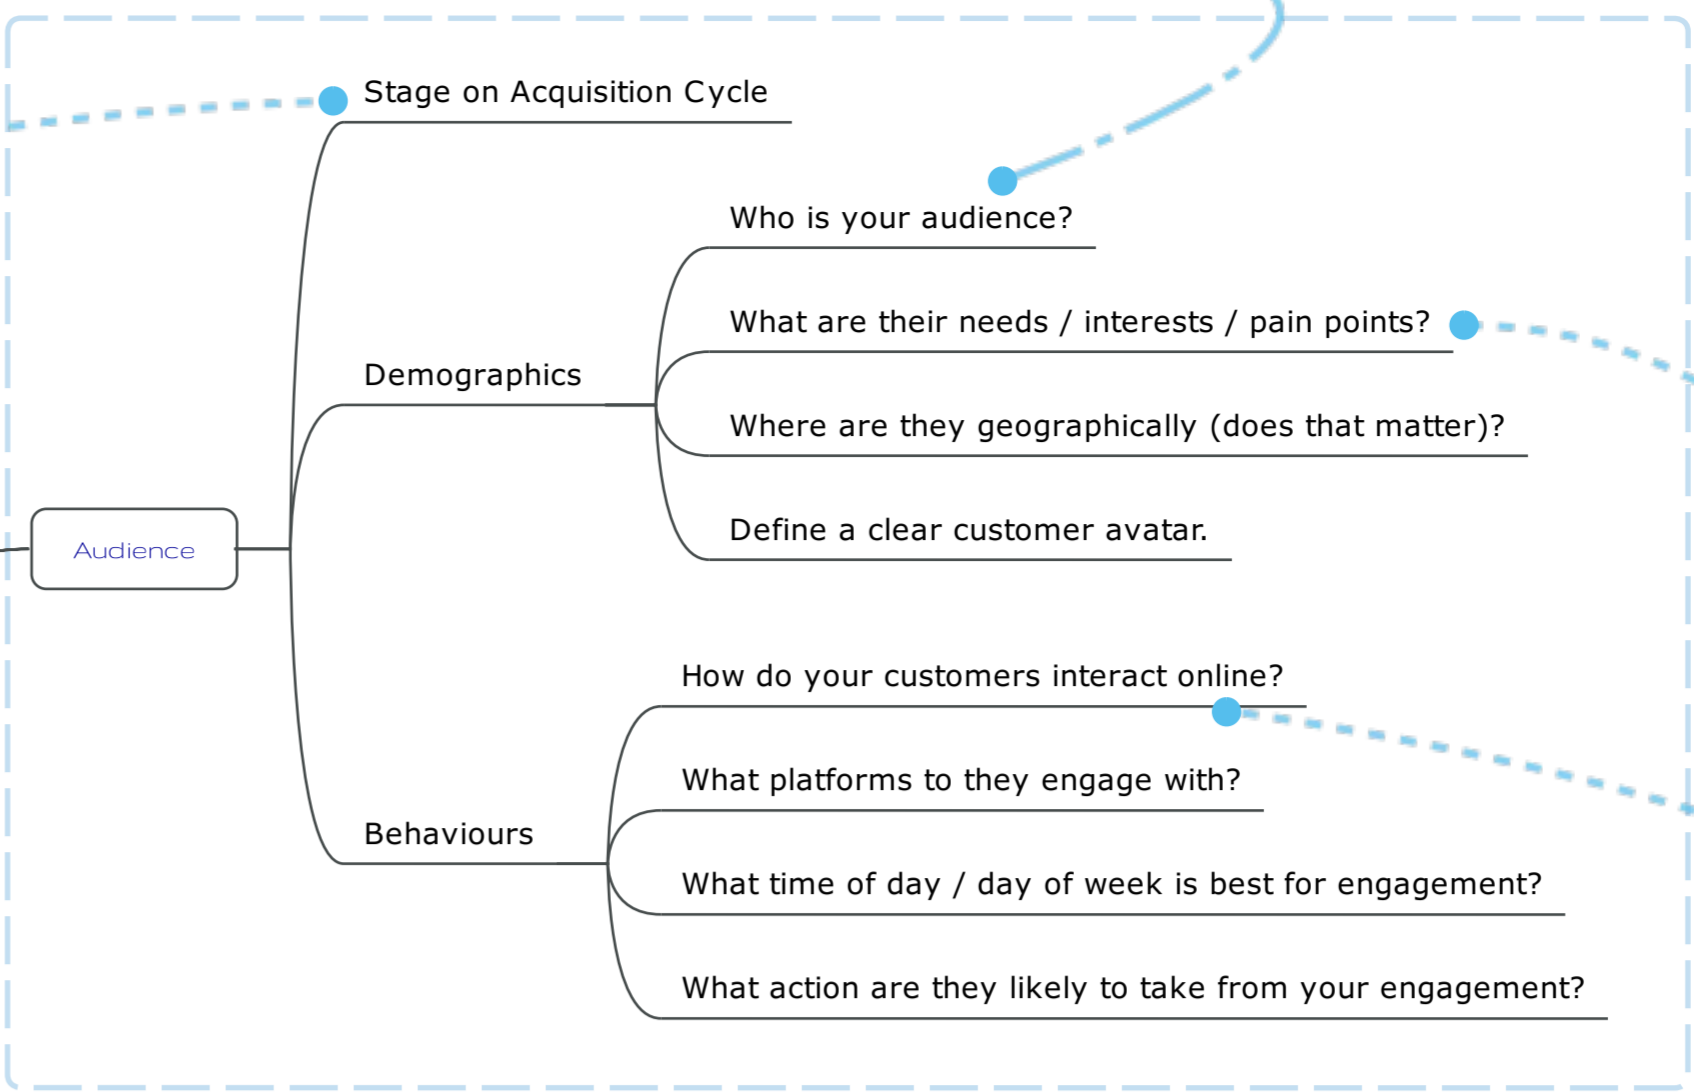 Stage on Acquisition Cycle
Who is your audience?
What are their needs / interests / pain points?
Demographics
Where are they geographically (does that matter)?
Define a clear customer avatar.
Audience
How do your customers interact online?
What platforms to they engage with?
Behaviours
What time of day / day of week is best for engagement?
What action are they likely to take from your engagement?